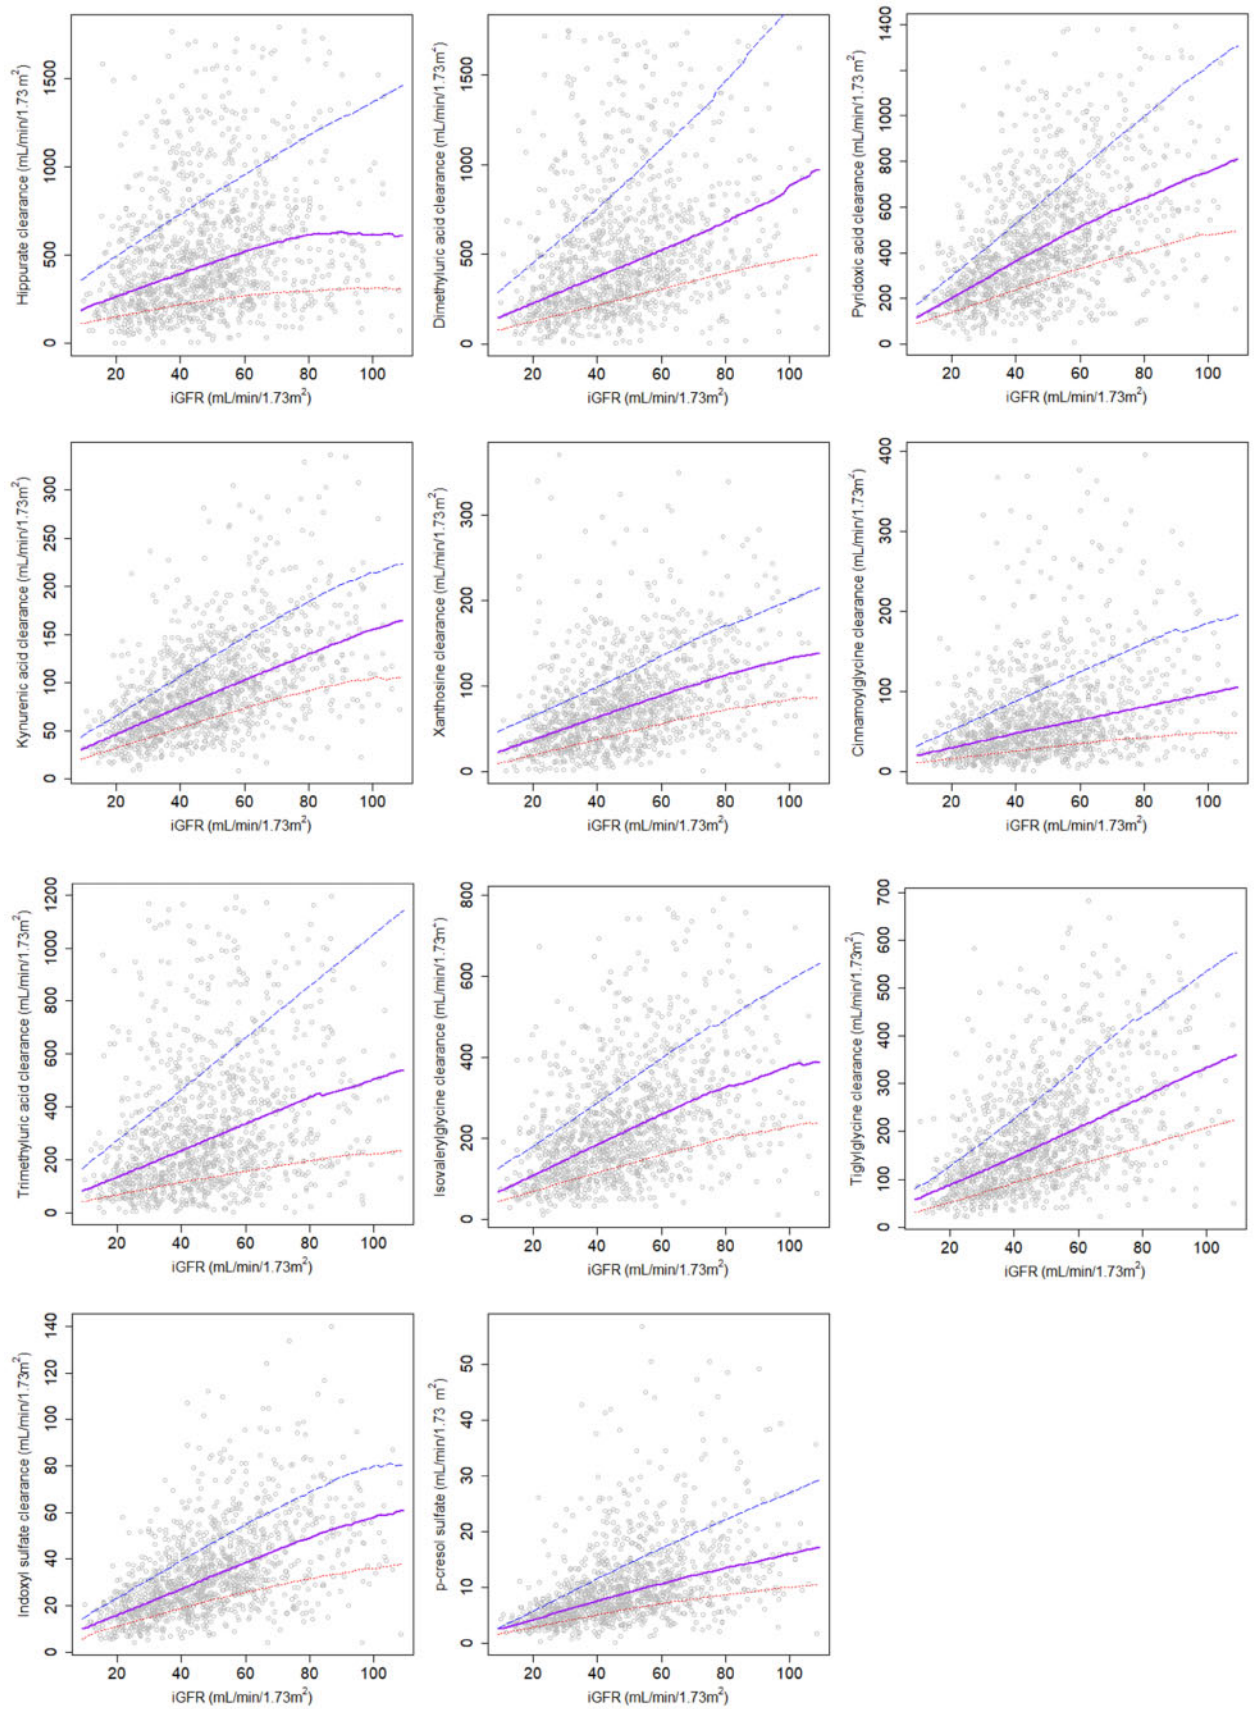 Hippurate clearance (mL/min/1.73 m²)
0 500 1000 1500
20 40 60 80 100
iGFR (mL/min/1.73m²)
Dimethyluric acid clearance (mL/min/1.73m²)
0 500 1000 1500
20 40 60 80 100
iGFR (mL/min/1.73m²)
Pyridoxic acid clearance (mL/min/1.73 m²)
0 200 400 600 800 1000 1400
20 40 60 80 100
iGFR (mL/min/1.73m²)
Kynurenic acid clearance (mL/min/1.73m²)
0 50 100 150 200 250 300
20 40 60 80 100
iGFR (mL/min/1.73m²)
Xanthosine clearance (mL/min/1.73m²)
0 100 200 300
20 40 60 80 100
iGFR (mL/min/1.73m²)
Cinnamoylglycine clearance (mL/min/1.73m²)
0 100 200 300 400
20 40 60 80 100
iGFR (mL/min/1.73m²)
Trimethyluric acid clearance (mL/min/1.73m²)
0 200 400 600 800 1000 1200
20 40 60 80 100
iGFR (mL/min/1.73m²)
Isovalerylglycine clearance (mL/min/1.73m²)
0 200 400 600 800
20 40 60 80 100
iGFR (mL/min/1.73m²)
Tiglylglycine clearance (mL/min/1.73m²)
0 100 200 300 400 500 600 700
20 40 60 80 100
iGFR (mL/min/1.73m²)
Indoxyl sulfate clearance (mL/min/1.73m²)
0 20 40 60 80 100 120 140
20 40 60 80 100
iGFR (mL/min/1.73m²)
p-cresol sulfate (mL/min/1.73 m²)
0 10 20 30 40 50
20 40 60 80 100
iGFR (mL/min/1.73m²)